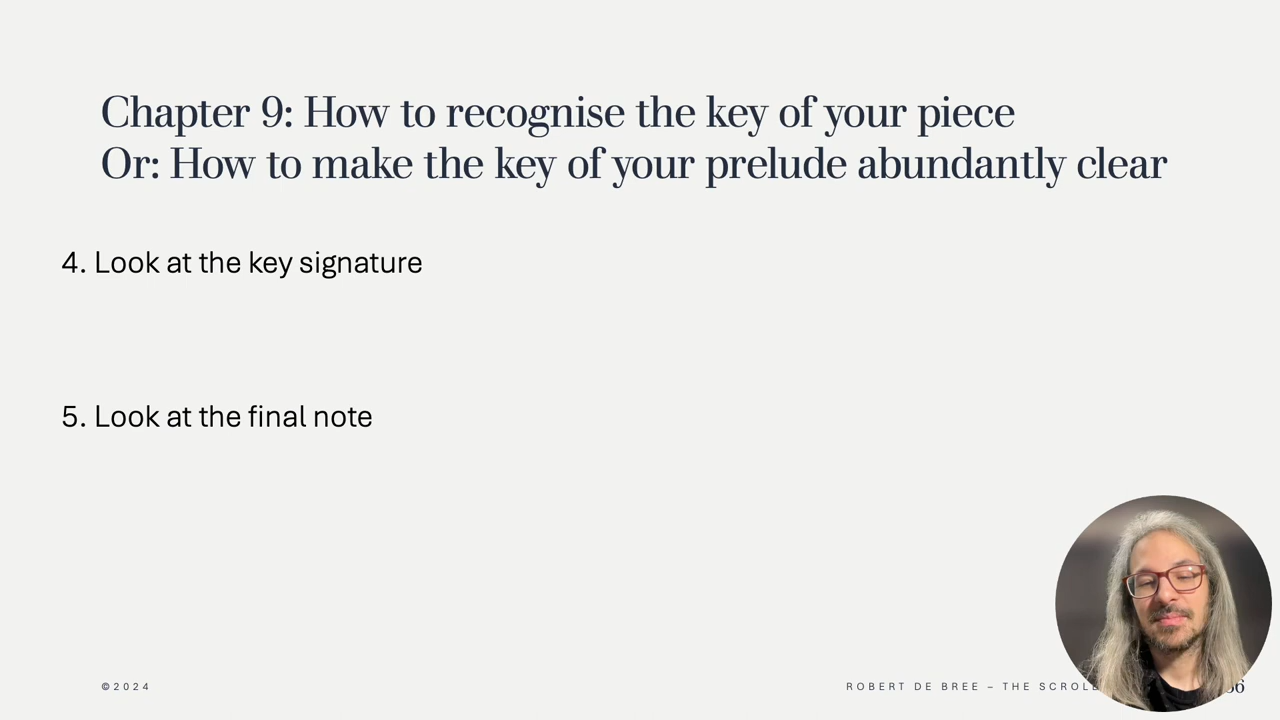 Chapter 9: How to recognise the key of your piece
Or: How to make the key of your prelude abundantly clear
4. Look at the key signature
5. Look at the final note
©2024
ROBERT DE BREE – THE SCROLL